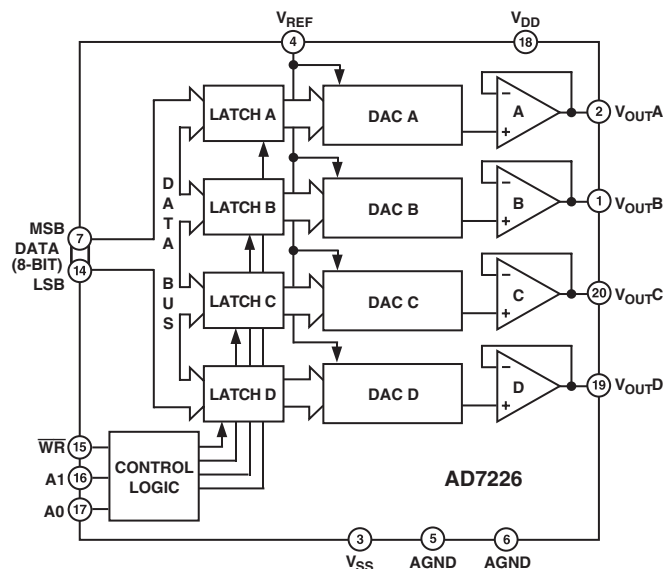 VREF
4
VDD
18
LATCH A
DAC A
−
A
+
2
VOUTA
DATA BUS
LATCH B
DAC B
−
B
+
1
VOUTB
MSB
7
DATA
(8-BIT)
14
LSB
LATCH C
DAC C
−
C
+
20
VOUTC
LATCH D
DAC D
−
D
+
19
VOUTD
WR
15
A1
16
A0
17
CONTROL
LOGIC
AD7226
3
VSS
5
AGND
6
AGND